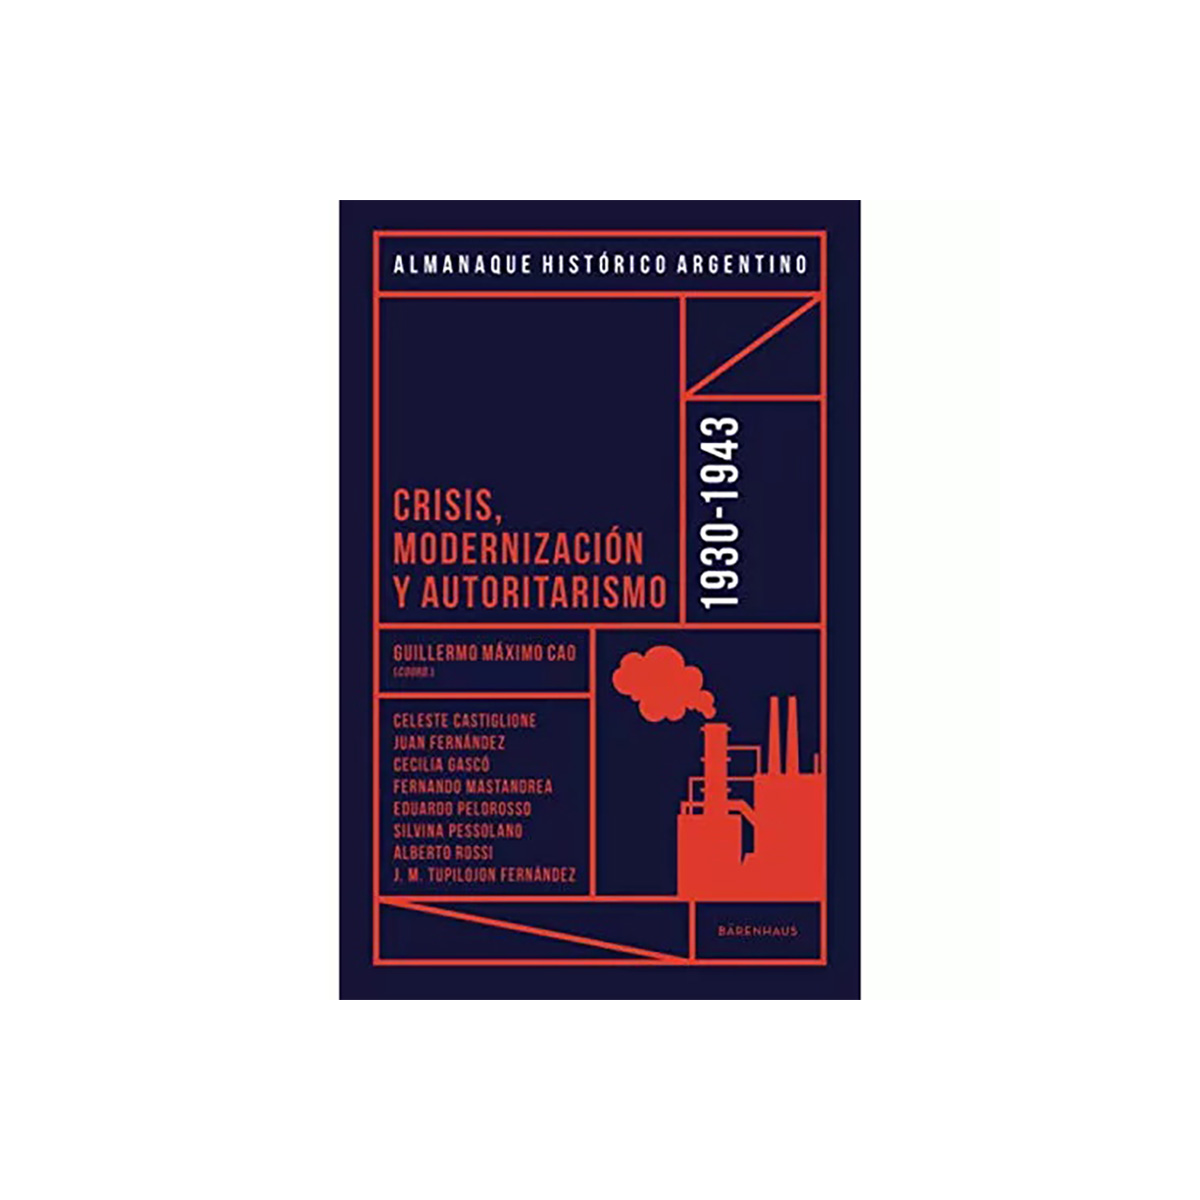 ALMANAQUE HISTÓRICO ARGENTINO
1930-1943
CRISIS,
MODERNIZACIÓN
Y AUTORITARISMO
GUILLERMO MÁXIMO CAO
(COORD.)
CELESTE CASTIGLIONE
JUAN FERNÁNDEZ
CECILIA GASCÓ
FERNANDO MASTANDREA
EDUARDO PELOROSSO
SILVINA PESSOLANO
ALBERTO ROSSI
J. M. TUPILOJON FERNÁNDEZ
BÄRENHAUS